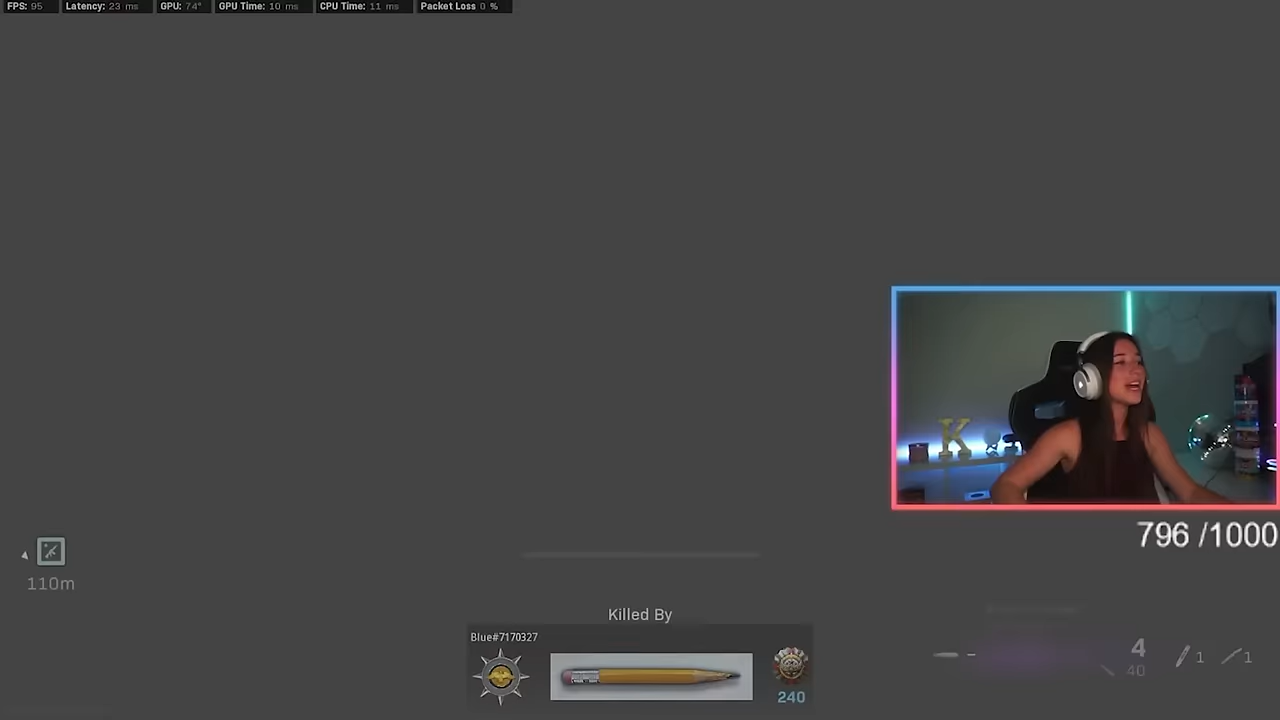 FPS: 95 Latency: 23 ms GPU: 74° GPU Time: 10 ms CPU Time: 11 ms Packet Loss 0 %
K
796 /1000
110m
Killed By
Blue#7170327
4
40
1 1
240